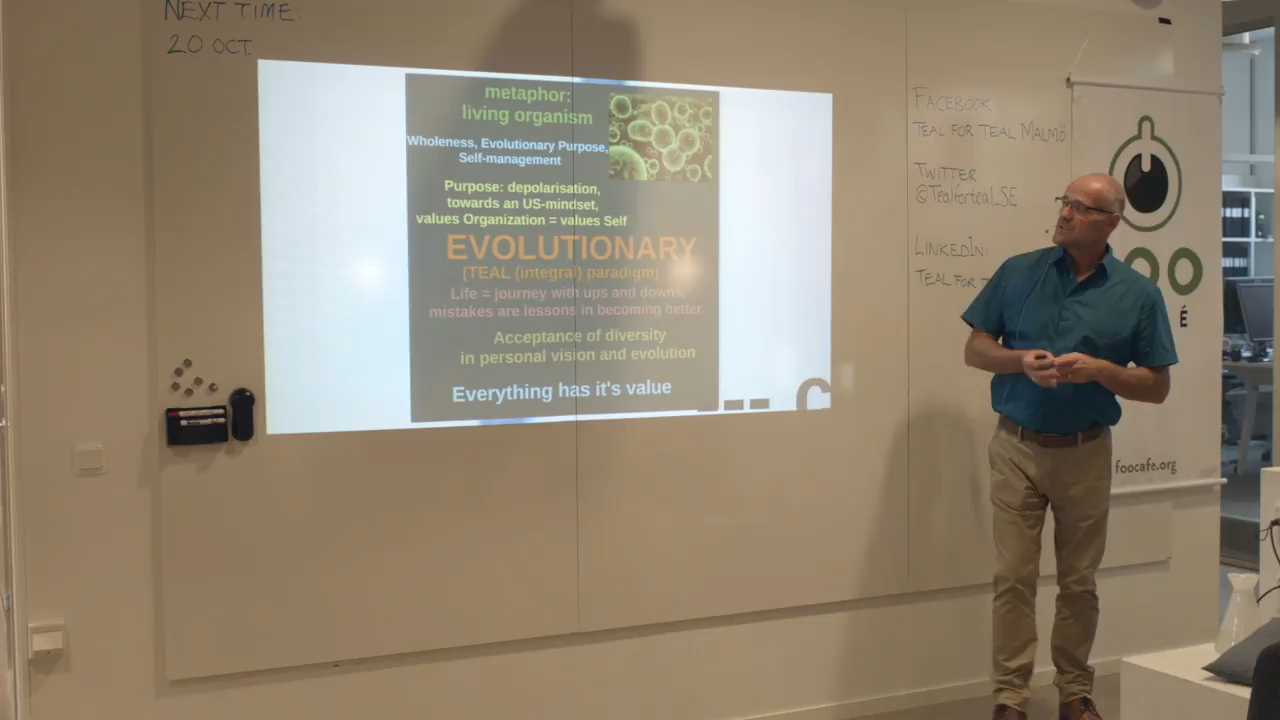 NEXT TIME:
20 OCT.
metaphor:
living organism
Wholeness, Evolutionary Purpose,
Self-management
Purpose: depolarisation,
towards an US-mindset,
values Organization = values Self
EVOLUTIONARY
(TEAL (integral) paradigm)
Life = journey with ups and downs,
mistakes are lessons in becoming better
Acceptance of diversity
in personal vision and evolution
Everything has it's value
FACEBOOK
TEAL FOR TEAL MALMÖ
TWITTER
@TealforteaL_SE
LINKEDIN:
TEAL FOR T
É
foocafe.org